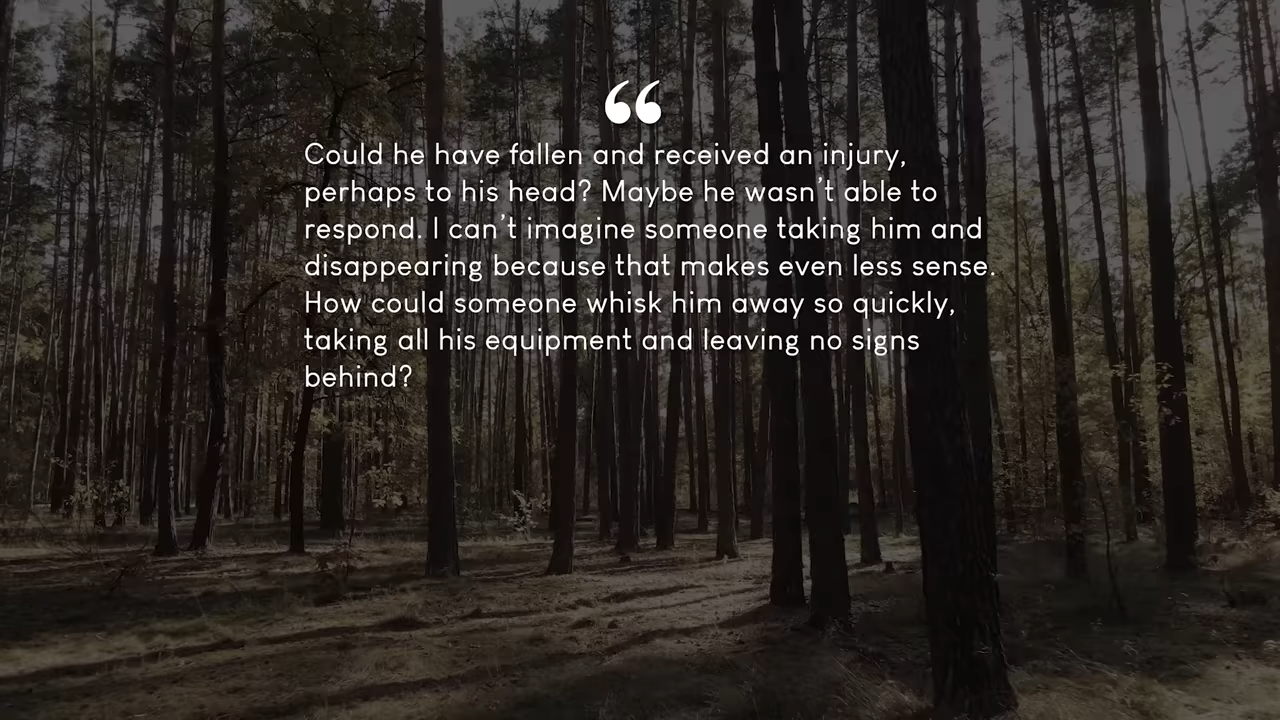 “
Could he have fallen and received an injury,
perhaps to his head? Maybe he wasn’t able to
respond. I can’t imagine someone taking him and
disappearing because that makes even less sense.
How could someone whisk him away so quickly,
taking all his equipment and leaving no signs
behind?